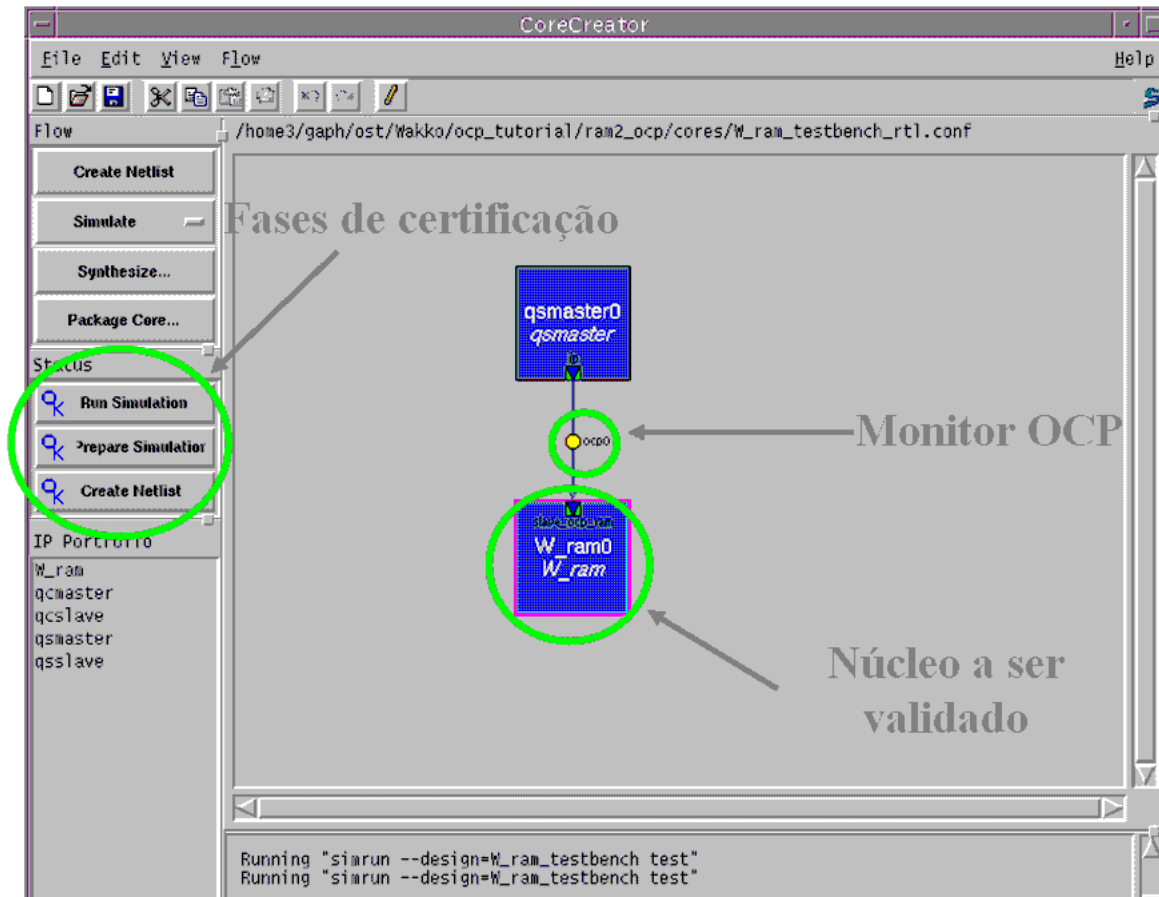 CoreCreator
File Edit View Flow Help
Flow
/home3/gaph/ost/Wakko/ocp_tutorial/ram2_ocp/cores/W_ram_testbench_rtl.conf
Create Netlist
Simulate
Synthesize...
Package Core...
Status
Run Simulation
Prepare Simulation
Create Netlist
IP Portfolio
W_ram
qcmaster
qcslave
qsmaster
qsslave
Fases de certificação
qsmaster0
qsmaster
ip
ocp0
Monitor OCP
slave_ocp_ram
W_ram0
W_ram
Núcleo a ser
validado
Running "simrun --design=W_ram_testbench test"
Running "simrun --design=W_ram_testbench test"